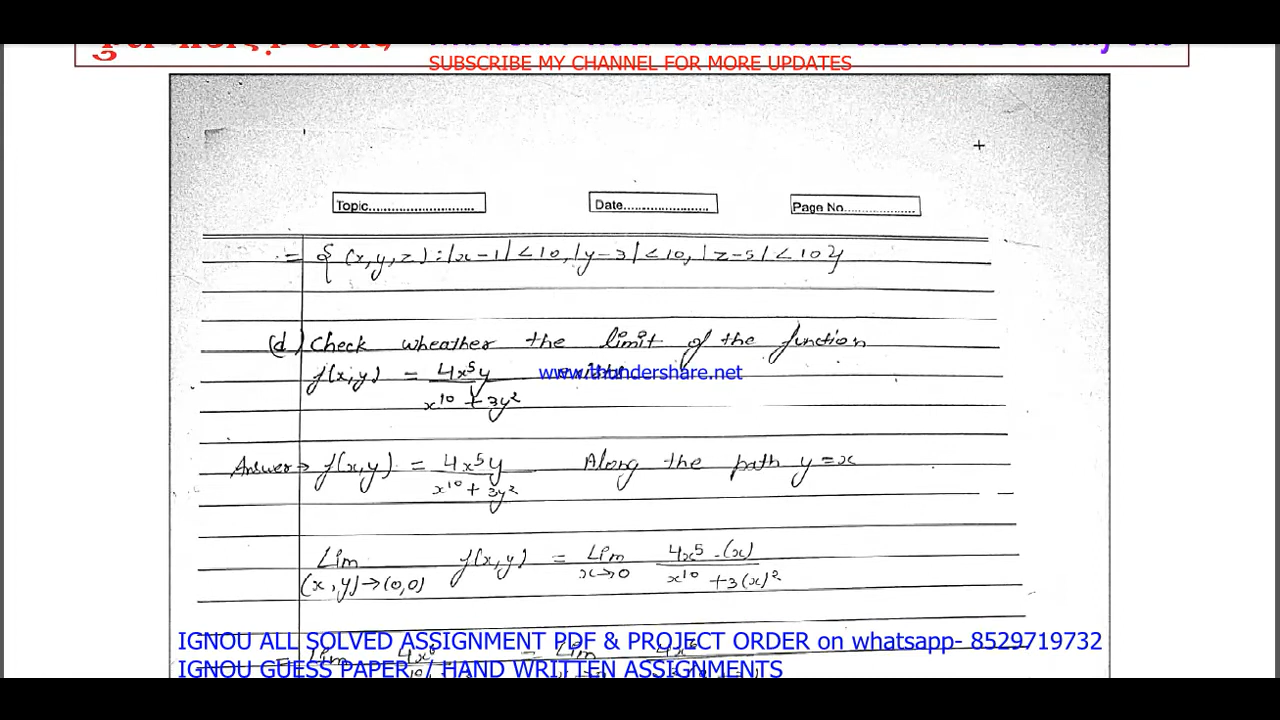 SUBSCRIBE MY CHANNEL FOR MORE UPDATES
Topic............................ Date....................... Page No...................
= {(x,y,z) : |x-1| < 10, |y-3| < 10, |z-5| < 10}
(d) Check wheather the limit of the function
f(x,y) = 4x⁵y / x¹⁰ + 3y²
www.thundershare.net
Answer → f(x,y) = 4x⁵y / x¹⁰ + 3y² Along the path y = x
Lim (x,y)→(0,0) f(x,y) = Lim x→0 4x⁵.(x) / x¹⁰ + 3(x)²
IGNOU ALL SOLVED ASSIGNMENT PDF & PROJECT ORDER on whatsapp- 8529719732
IGNOU GUESS PAPER / HAND WRITTEN ASSIGNMENTS